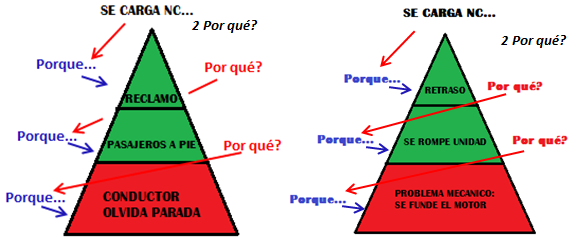 SE CARGA NC...
2 Por qué?
Porque...
Por qué?
RECLAMO
Porque...
PASAJEROS A PIE
Por qué?
Porque...
CONDUCTOR
OLVIDA PARADA
SE CARGA NC...
2 Por qué?
Porque...
Por qué?
RETRASO
Porque...
Por qué?
SE ROMPE UNIDAD
Porque...
PROBLEMA MECANICO:
SE FUNDE EL MOTOR